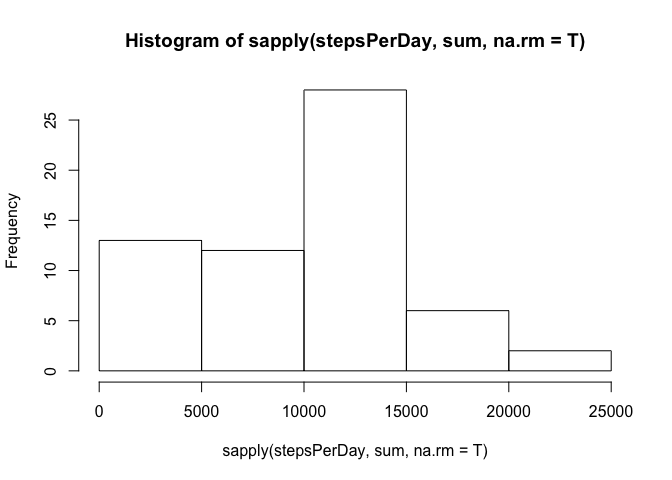 Histogram of sapply(stepsPerDay, sum, na.rm = T)
Frequency
25
20
15
10
5
0
0 5000 10000 15000 20000 25000
sapply(stepsPerDay, sum, na.rm = T)